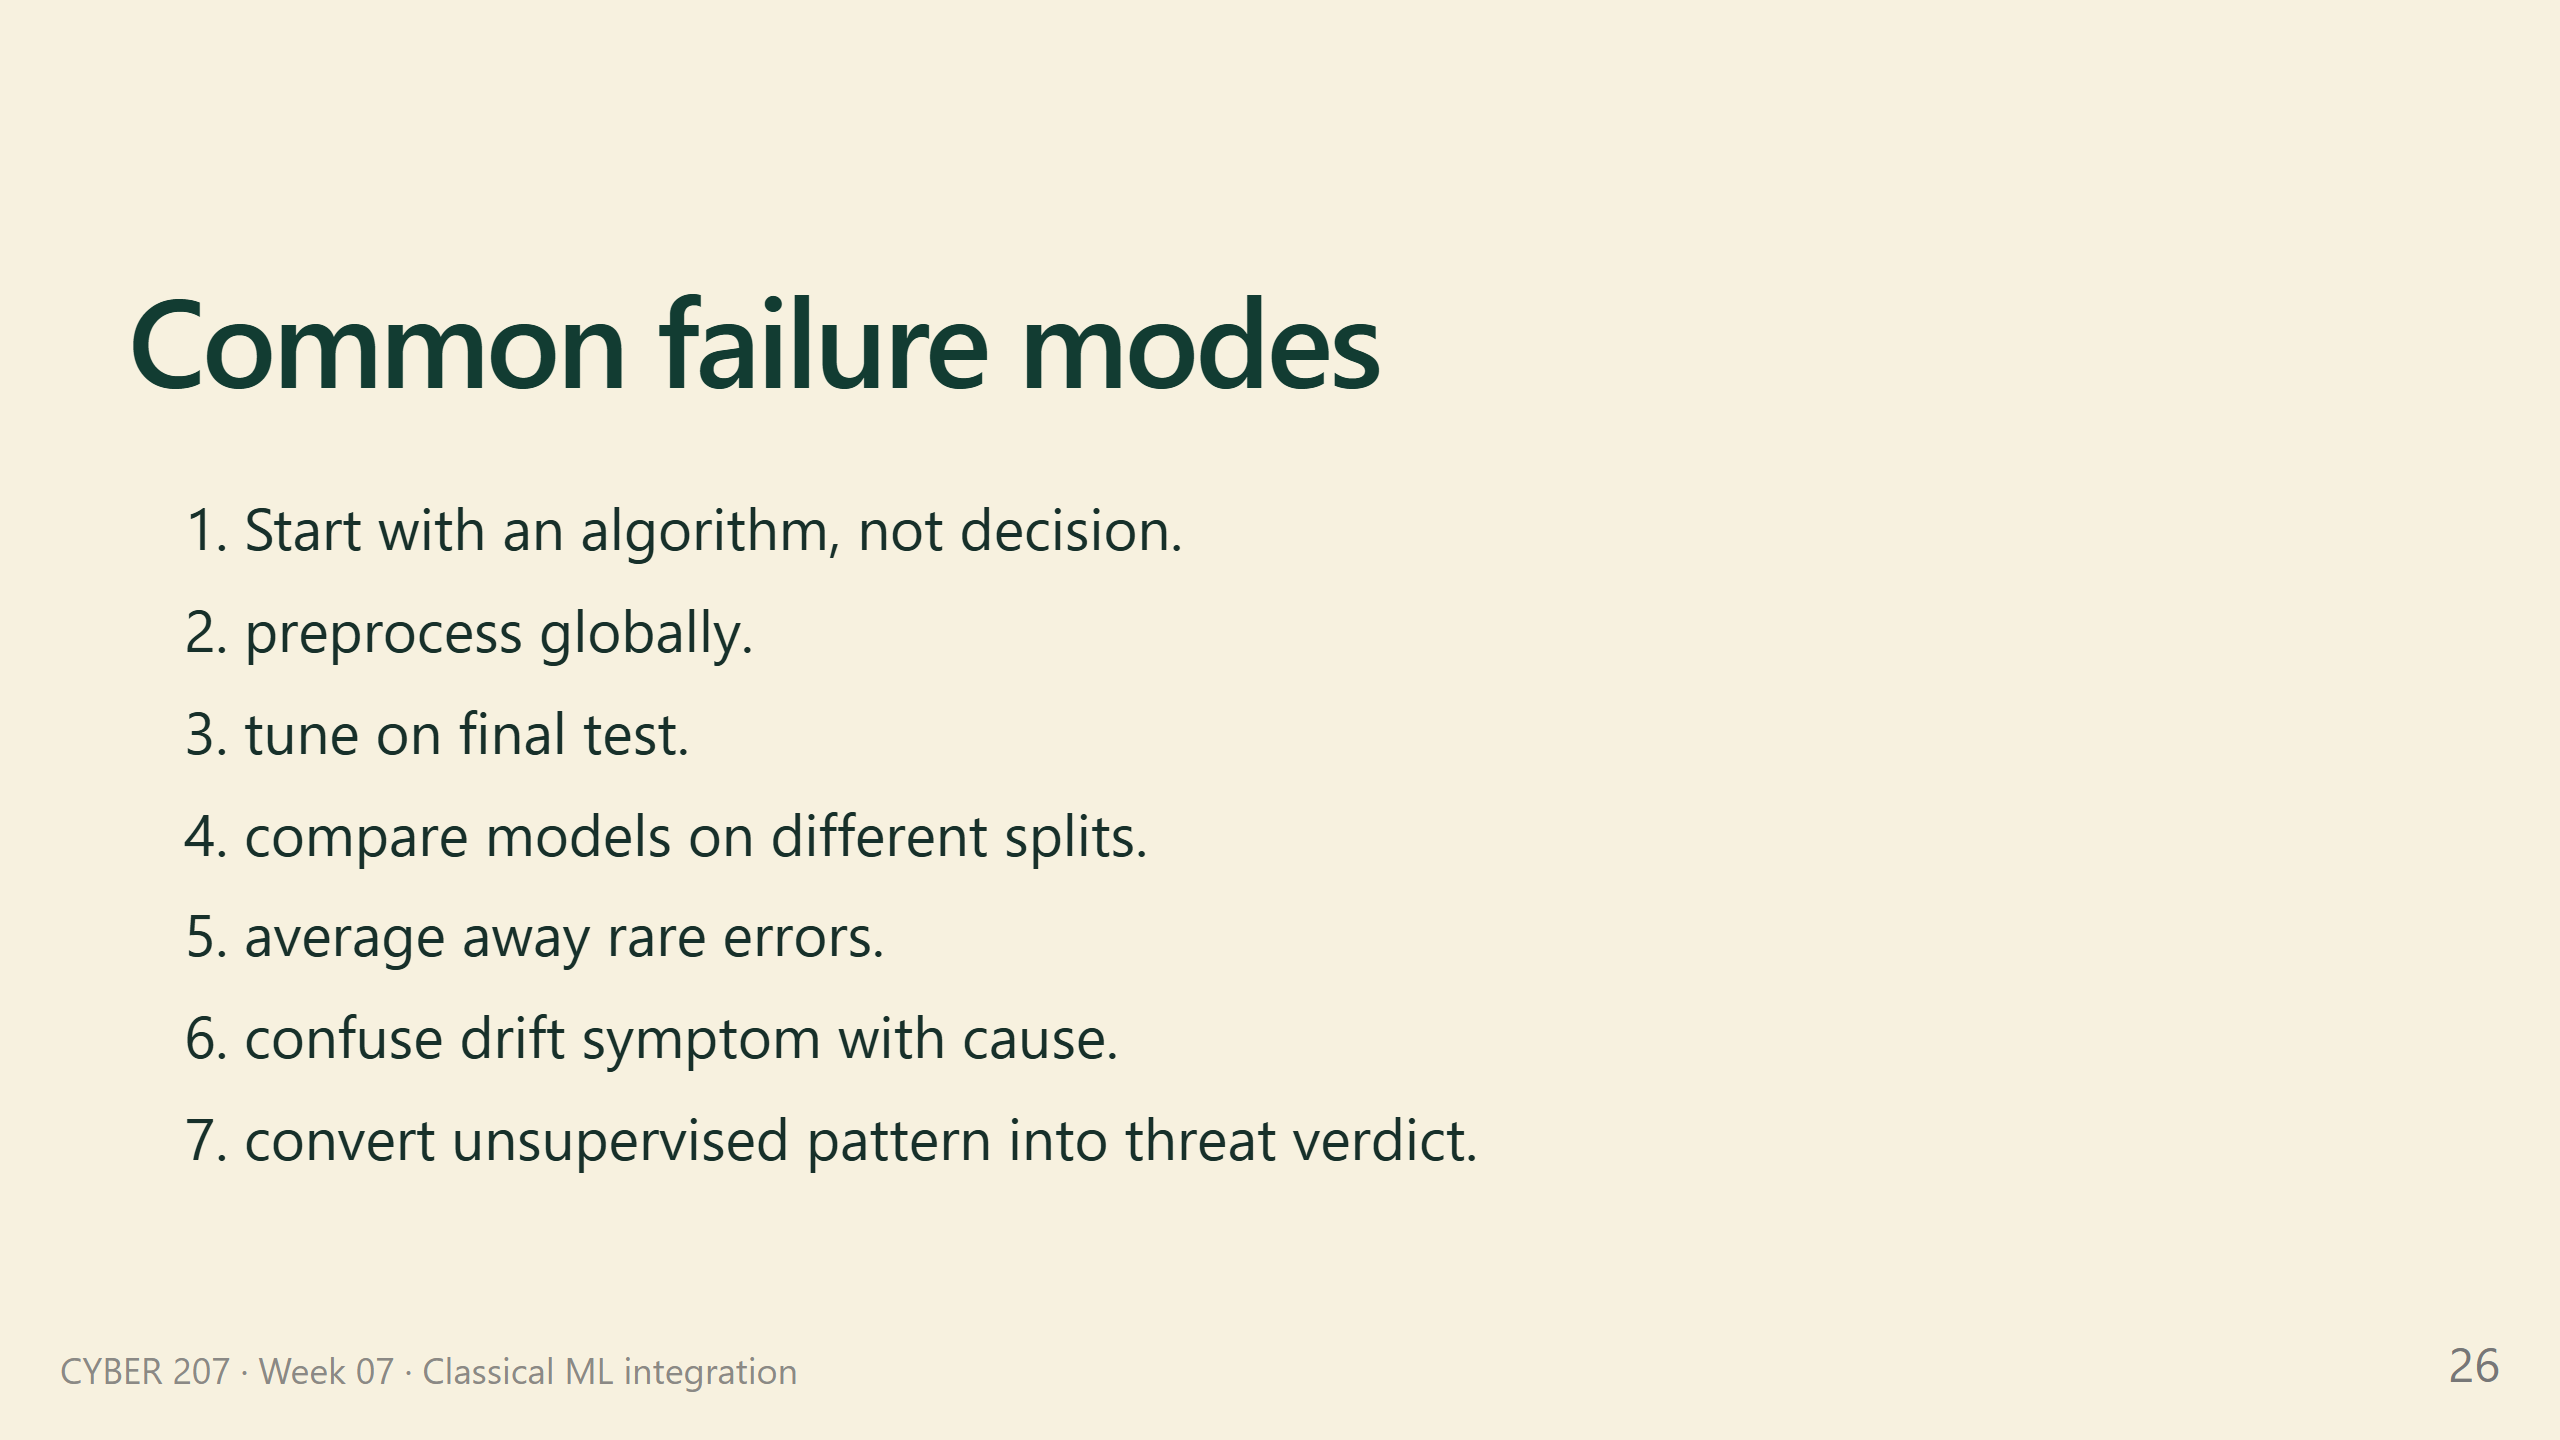 Common failure modes
1. Start with an algorithm, not decision.
2. preprocess globally.
3. tune on final test.
4. compare models on different splits.
5. average away rare errors.
6. confuse drift symptom with cause.
7. convert unsupervised pattern into threat verdict.
CYBER 207 · Week 07 · Classical ML integration
26